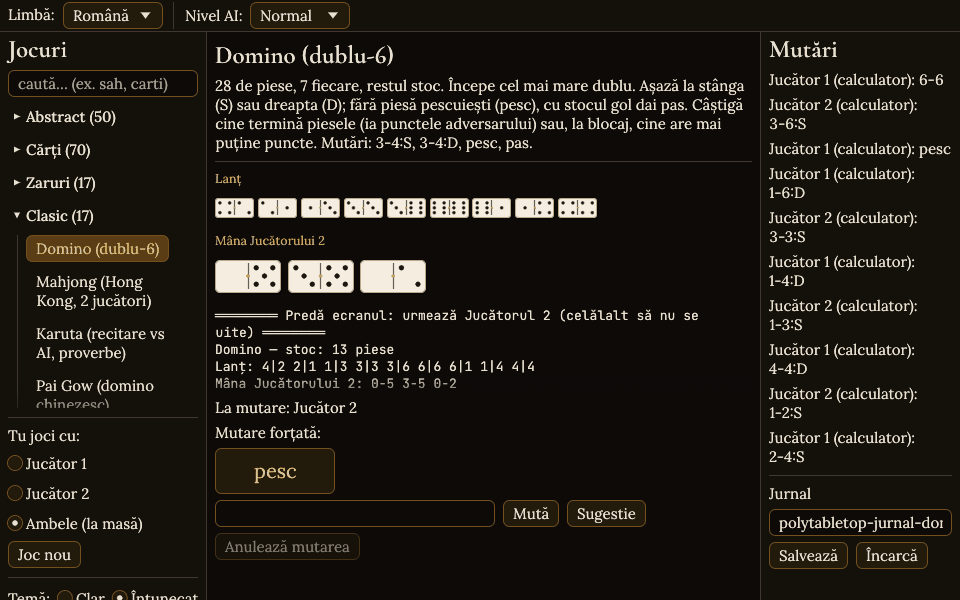 Limbă:
Română
Nivel AI:
Normal
Jocuri
caută... (ex. sah, carti)
Abstract (50)
Cărți (70)
Zaruri (17)
Clasic (17)
Domino (dublu-6)
Mahjong (Hong
Kong, 2 jucători)
Karuta (recitare vs
AI, proverbe)
Pai Gow (domino
chinezesc)
Tu joci cu:
Jucător 1
Jucător 2
Ambele (la masă)
Joc nou
Temă: Clar Întunecat
Domino (dublu-6)
28 de piese, 7 fiecare, restul stoc. Începe cel mai mare dublu. Așază la stânga
(S) sau dreapta (D); fără piesă pescuiești (pesc), cu stocul gol dai pas. Câștigă
cine termină piesele (ia punctele adversarului) sau, la blocaj, cine are mai
puține puncte. Mutări: 3-4:S, 3-4:D, pesc, pas.
Lanț
Mâna Jucătorului 2
════════ Predă ecranul: urmează Jucătorul 2 (celălalt să nu se
uite) ════════
Domino — stoc: 13 piese
Lanț: 4|2 2|1 1|3 3|3 3|6 6|6 6|1 1|4 4|4
Mâna Jucătorului 2: 0-5 3-5 0-2
La mutare: Jucător 2
Mutare forțată:
pesc
Mută
Sugestie
Anulează mutarea
Mutări
Jucător 1 (calculator): 6-6
Jucător 2 (calculator):
3-6:S
Jucător 1 (calculator): pesc
Jucător 1 (calculator):
1-6:D
Jucător 2 (calculator):
3-3:S
Jucător 1 (calculator):
1-4:D
Jucător 2 (calculator):
1-3:S
Jucător 1 (calculator):
4-4:D
Jucător 2 (calculator):
1-2:S
Jucător 1 (calculator):
2-4:S
Jurnal
polytabletop-jurnal-do
Salvează
Încarcă